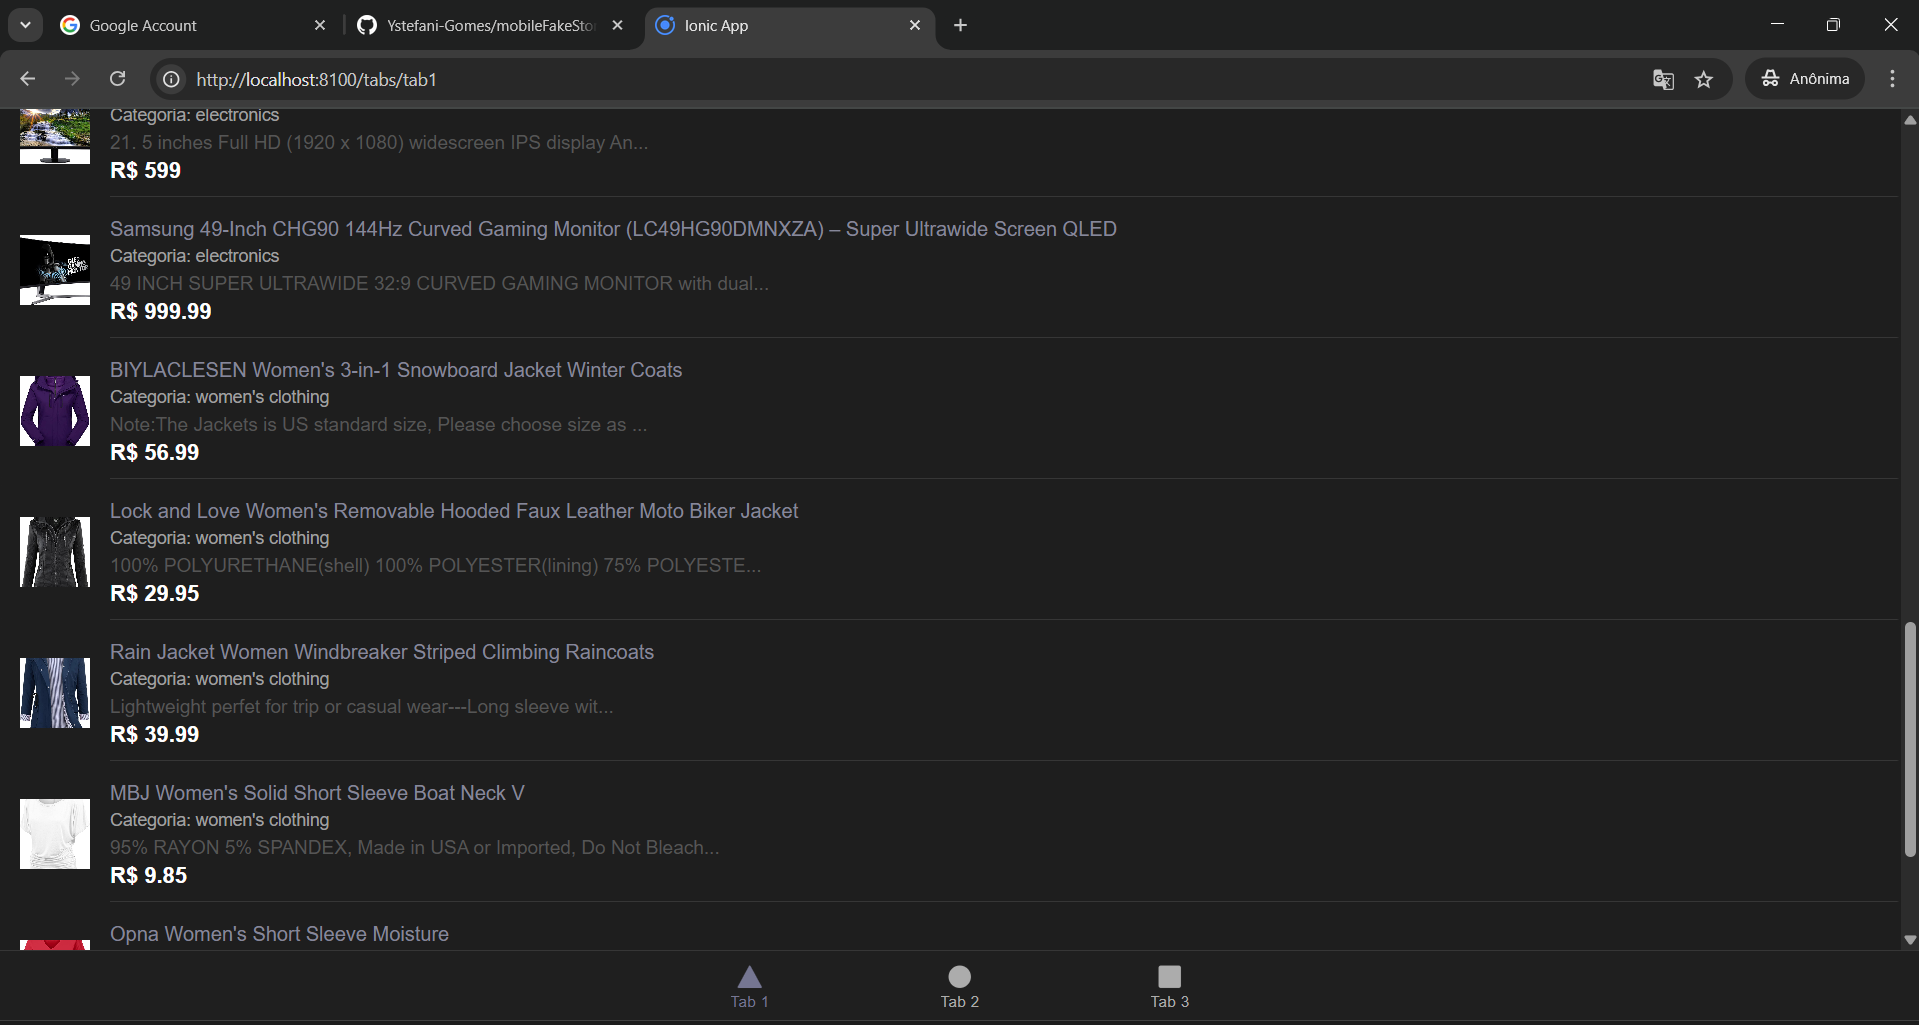 Google Account
Ystefani-Gomes/mobileFakeSto
Ionic App
http://localhost:8100/tabs/tab1
Anônima
Categoria: electronics
21. 5 inches Full HD (1920 x 1080) widescreen IPS display An...
R$ 599
Samsung 49-Inch CHG90 144Hz Curved Gaming Monitor (LC49HG90DMNXZA) – Super Ultrawide Screen QLED
Categoria: electronics
49 INCH SUPER ULTRAWIDE 32:9 CURVED GAMING MONITOR with dual...
R$ 999.99
BIYLACLESEN Women's 3-in-1 Snowboard Jacket Winter Coats
Categoria: women's clothing
Note:The Jackets is US standard size, Please choose size as ...
R$ 56.99
Lock and Love Women's Removable Hooded Faux Leather Moto Biker Jacket
Categoria: women's clothing
100% POLYURETHANE(shell) 100% POLYESTER(lining) 75% POLYESTE...
R$ 29.95
Rain Jacket Women Windbreaker Striped Climbing Raincoats
Categoria: women's clothing
Lightweight perfet for trip or casual wear---Long sleeve wit...
R$ 39.99
MBJ Women's Solid Short Sleeve Boat Neck V
Categoria: women's clothing
95% RAYON 5% SPANDEX, Made in USA or Imported, Do Not Bleach...
R$ 9.85
Opna Women's Short Sleeve Moisture
Tab 1
Tab 2
Tab 3